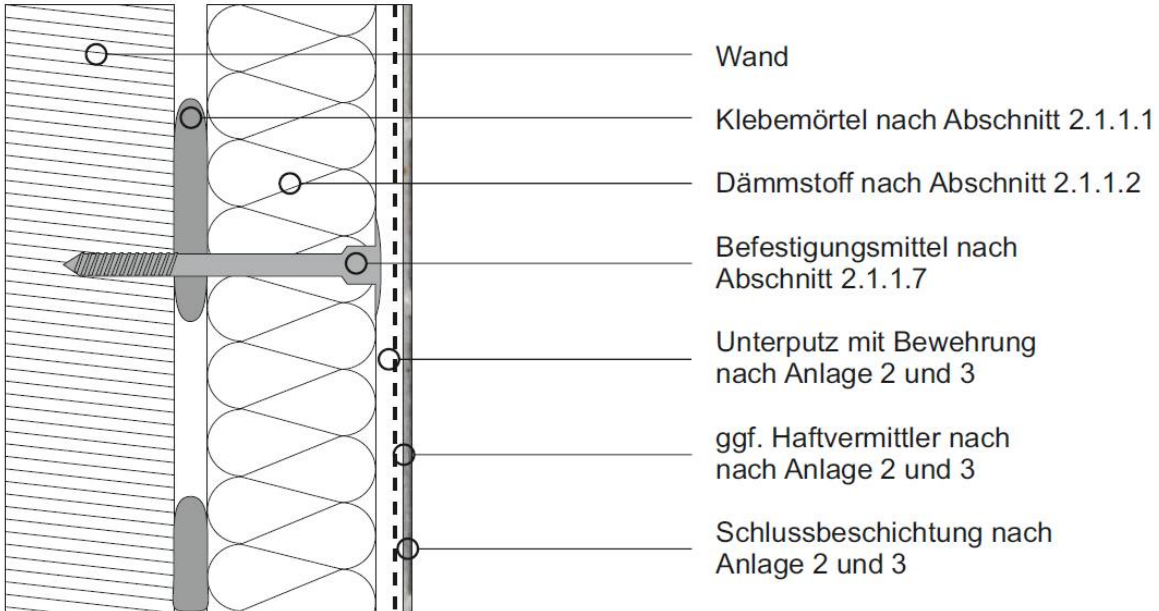 Wand
Klebemörtel nach Abschnitt 2.1.1.1
Dämmstoff nach Abschnitt 2.1.1.2
Befestigungsmittel nach
Abschnitt 2.1.1.7
Unterputz mit Bewehrung
nach Anlage 2 und 3
ggf. Haftvermittler nach
nach Anlage 2 und 3
Schlussbeschichtung nach
Anlage 2 und 3